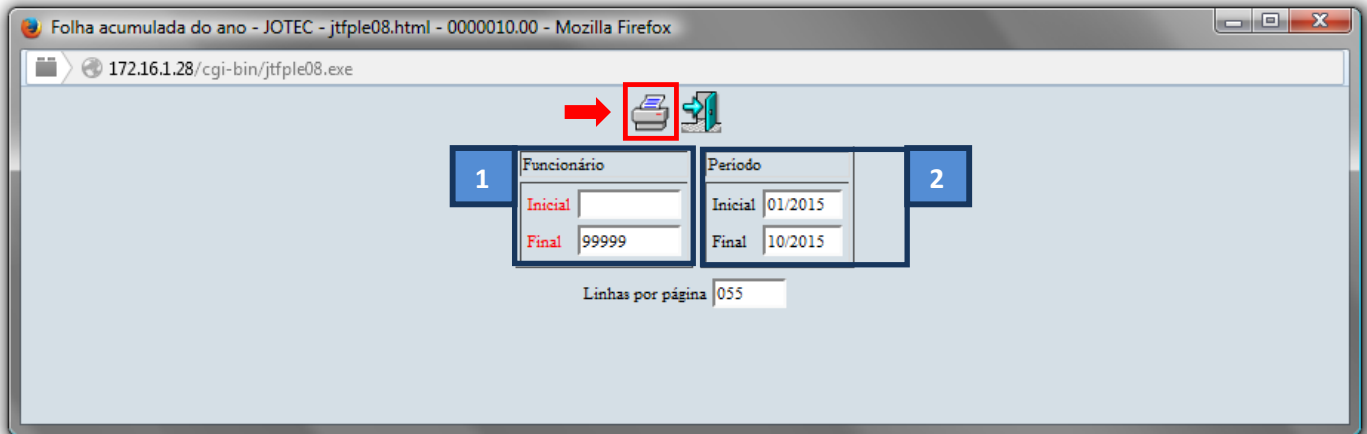 Folha acumulada do ano - JOTEC - jtfple08.html - 0000010.00 - Mozilla Firefox
172.16.1.28/cgi-bin/jtfple08.exe
1
Funcionário
Inicial
Final 99999
Período
Inicial 01/2015
Final 10/2015
2
Linhas por página 055